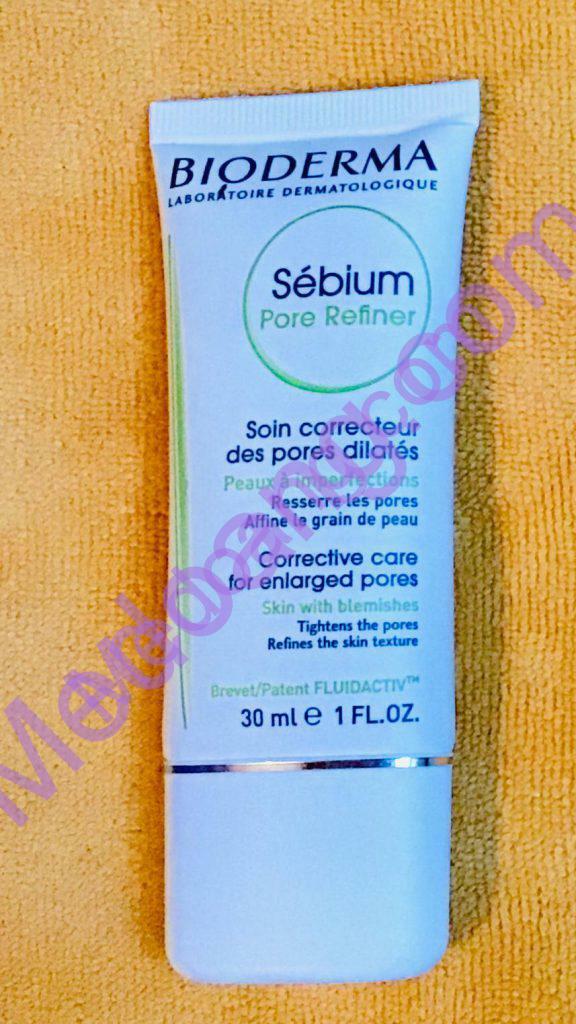 BIODERMA
LABORATOIRE DERMATOLOGIQUE
Sébium
Pore Refiner
Soin correcteur
des pores dilatés
Peaux à imperfections
Resserre les pores
Affine le grain de peau
Corrective care
for enlarged pores
Skin with blemishes
Tightens the pores
Refines the skin texture
Brevet/Patent FLUIDACTIV™
30 ml e 1 FL.OZ.